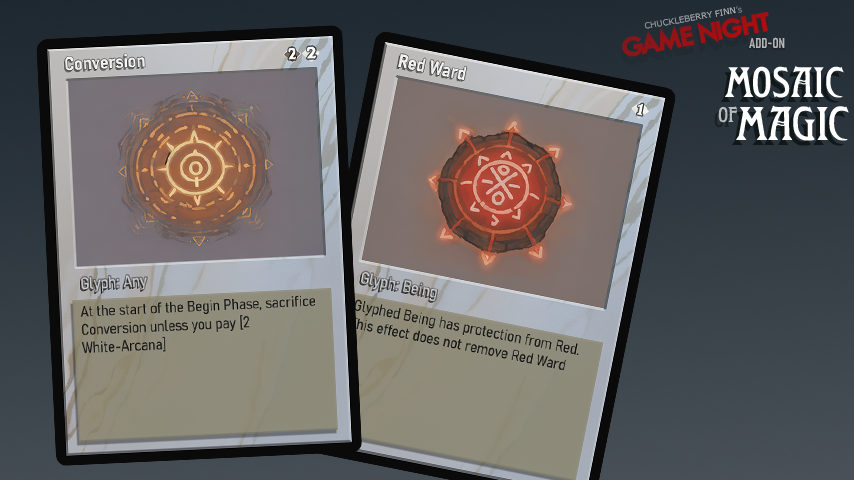 CHUCKLEBERRY FINN's
GAME NIGHT
ADD-ON
MOSAIC
OF MAGIC
Conversion
2 2
Glyph: Any
At the start of the Begin Phase, sacrifice
Conversion unless you pay [2
White-Arcana]
Red Ward
1
Glyph: Being
Glyphed Being has protection from Red.
This effect does not remove Red Ward